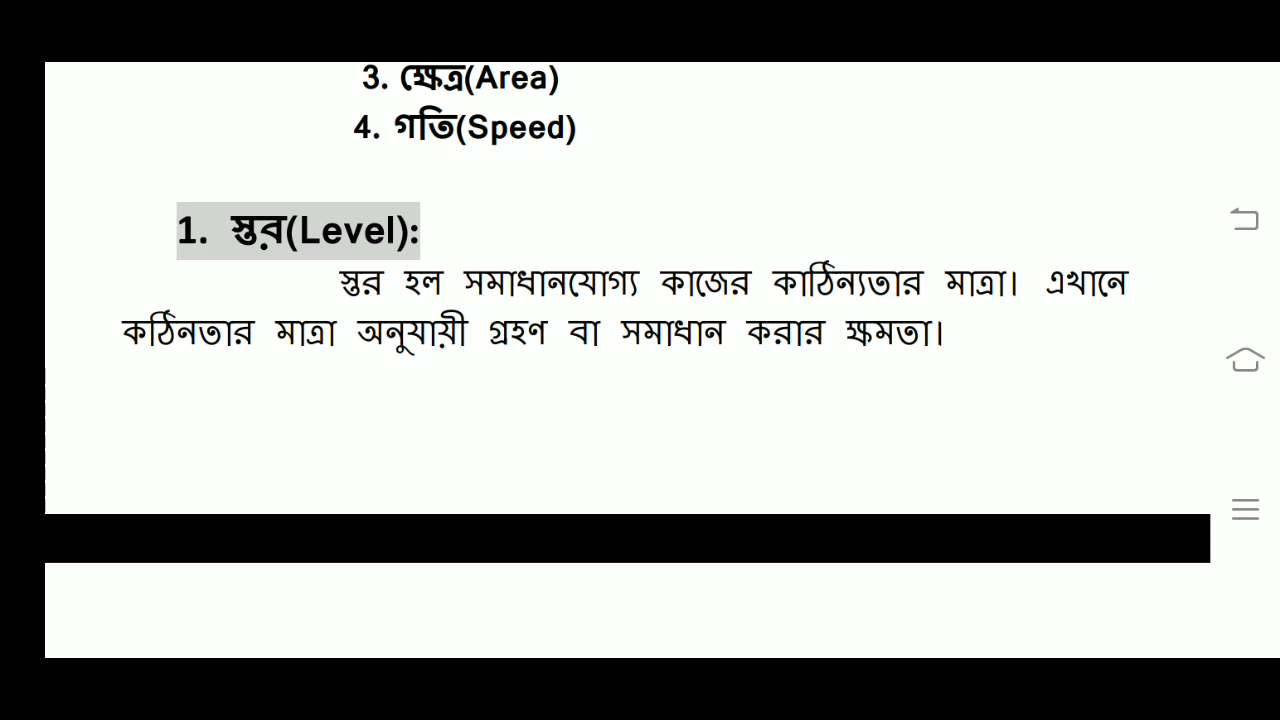 3. ক্ষেত্র(Area)
4. গতি(Speed)
1. স্তর(Level):
স্তর হল সমাধানযোগ্য কাজের কাঠিন্যতার মাত্রা। এখানে
কঠিনতার মাত্রা অনুযায়ী গ্রহণ বা সমাধান করার ক্ষমতা।